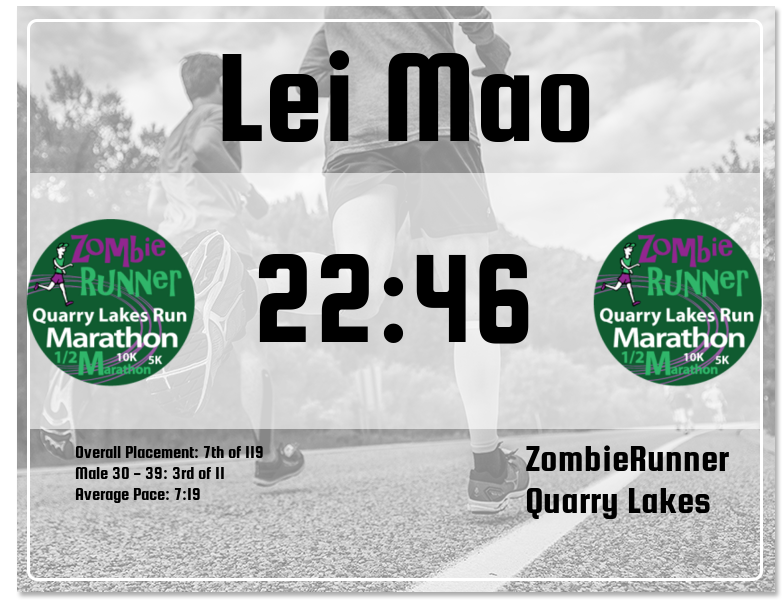 Lei Mao
Zombie
RUNNER
Quarry Lakes Run
Marathon
1/2 Marathon 10K 5K
22:46
Zombie
RUNNER
Quarry Lakes Run
Marathon
1/2 Marathon 10K 5K
Overall Placement: 7th of 119
Male 30 - 39: 3rd of 11
Average Pace: 7:19
ZombieRunner
Quarry Lakes